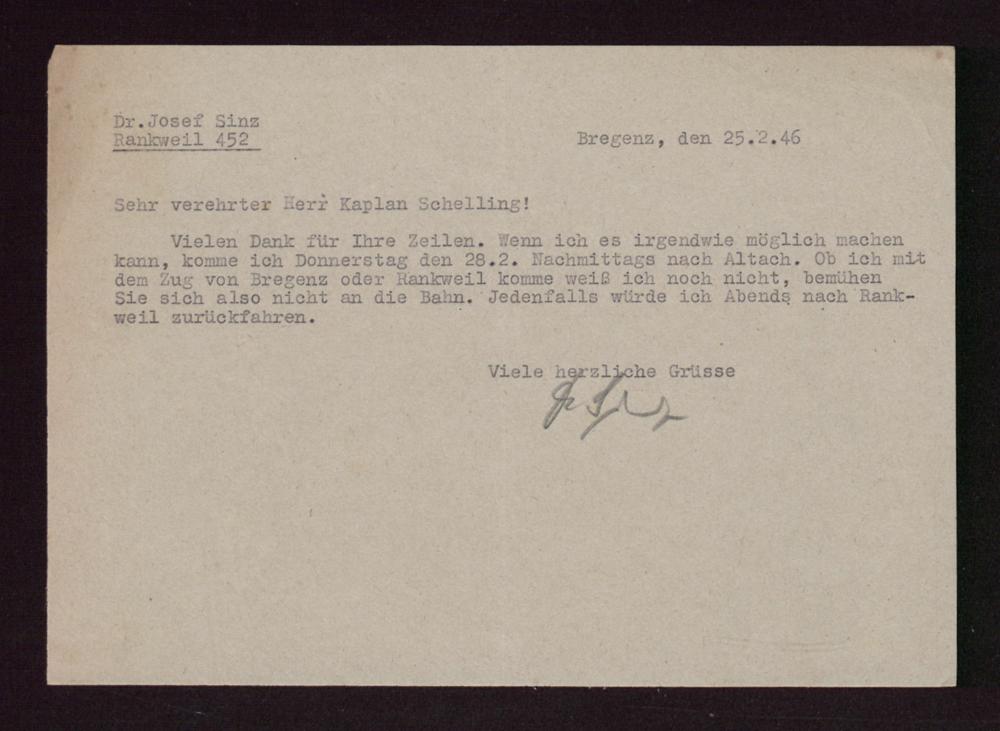 Dr.Josef Sinz
Rankweil 452
Bregenz, den 25.2.46
Sehr verehrter Herr Kaplan Schelling!
Vielen Dank für Ihre Zeilen. Wenn ich es irgendwie möglich machen
kann, komme ich Donnerstag den 28.2. Nachmittags nach Altach. Ob ich mit
dem Zug von Bregenz oder Rankweil komme weiß ich noch nicht, bemühen
Sie sich also nicht an die Bahn. Jedenfalls würde ich Abends nach Rank-
weil zurückfahren.
Viele herzliche Grüsse